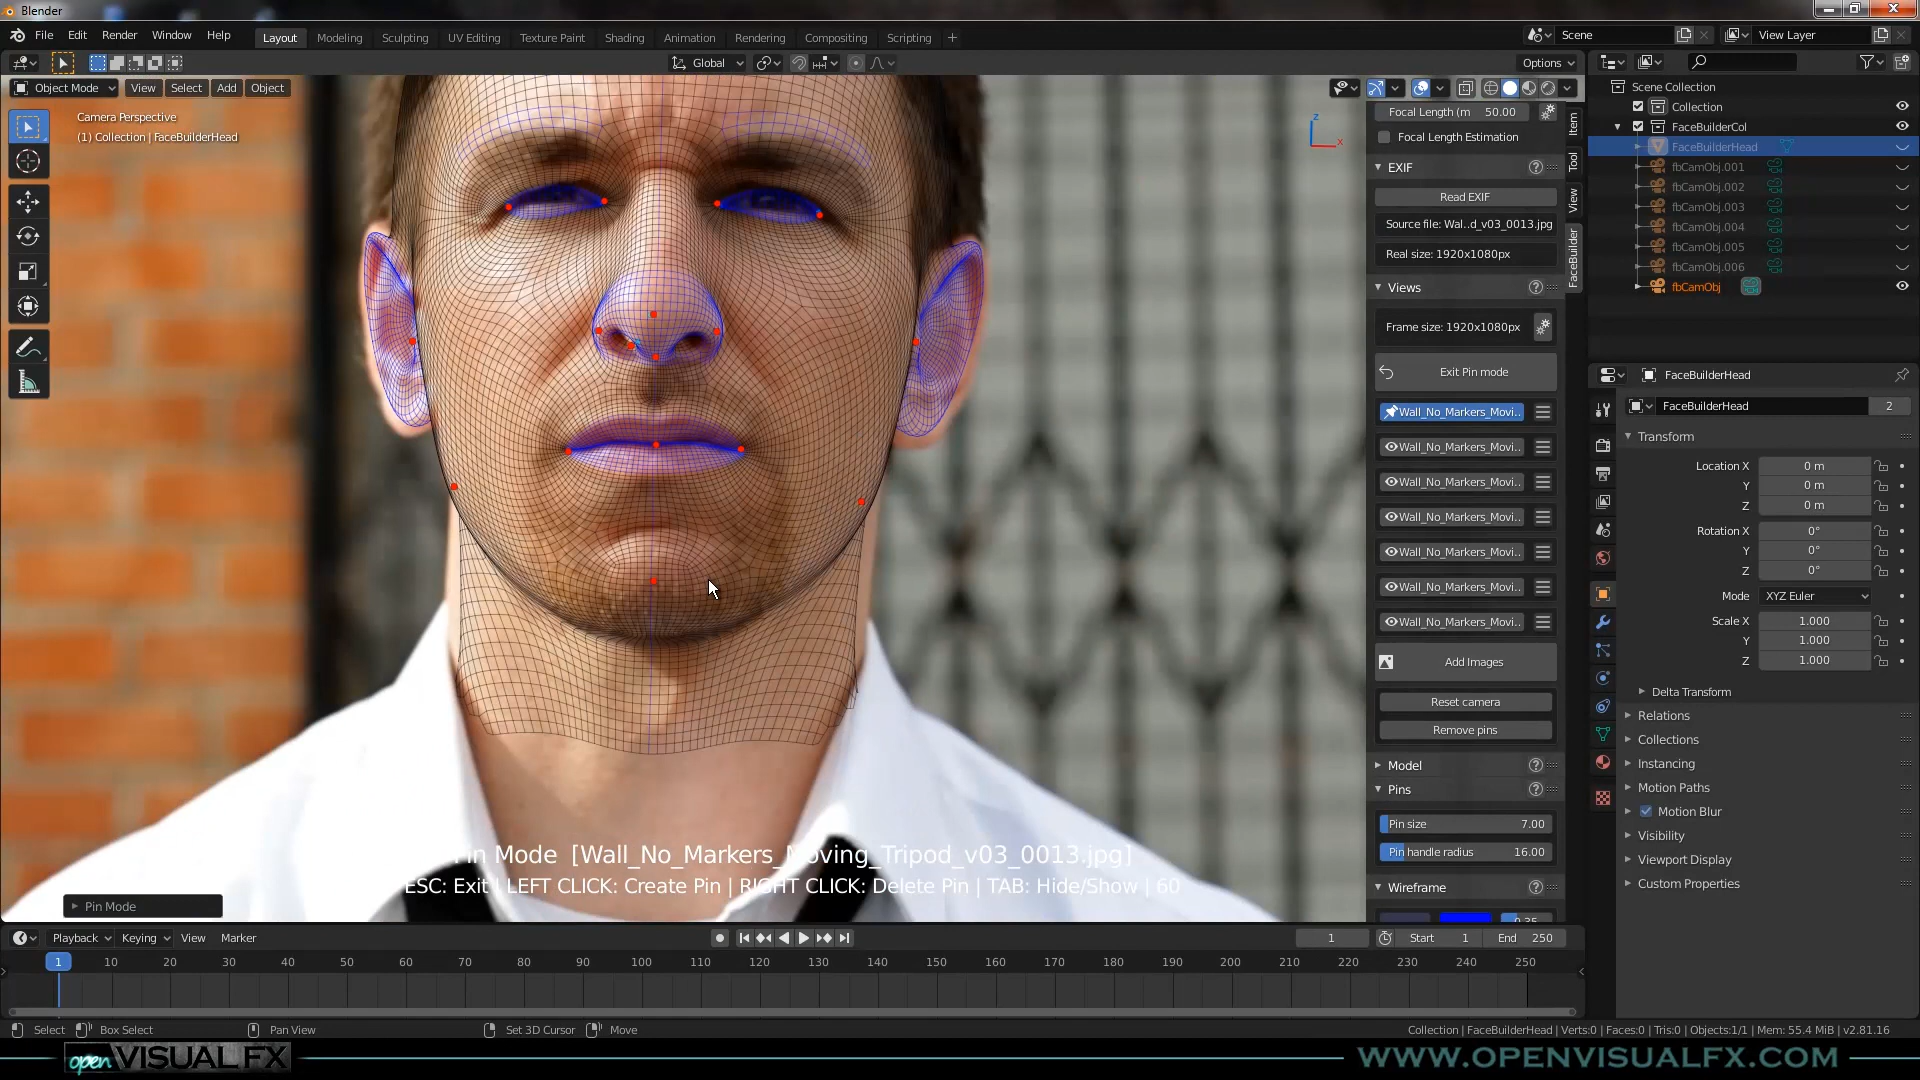 Blender
File Edit Render Window Help
Layout Modeling Sculpting UV Editing Texture Paint Shading Animation Rendering Compositing Scripting +
Scene
View Layer
Global
Options
Object Mode View Select Add Object
Camera Perspective
(1) Collection | FaceBuilderHead
Z
X
Focal Length (m 50.00
Focal Length Estimation
EXIF
Read EXIF
Source file: Wal..d_v03_0013.jpg
Real size: 1920x1080px
Views
Frame size: 1920x1080px
Exit Pin mode
Wall_No_Markers_Movi..
Wall_No_Markers_Movi..
Wall_No_Markers_Movi..
Wall_No_Markers_Movi..
Wall_No_Markers_Movi..
Wall_No_Markers_Movi..
Wall_No_Markers_Movi..
Add Images
Reset camera
Remove pins
Model
Pins
Pin size 7.00
Pin handle radius 16.00
Wireframe
Item
Tool
View
FaceBuilder
Scene Collection
Collection
FaceBuilderCol
FaceBuilderHead
fbCamObj.001
fbCamObj.002
fbCamObj.003
fbCamObj.004
fbCamObj.005
fbCamObj.006
fbCamObj
FaceBuilderHead
FaceBuilderHead 2
Transform
Location X 0 m
Y 0 m
Z 0 m
Rotation X 0°
Y 0°
Z 0°
Mode XYZ Euler
Scale X 1.000
Y 1.000
Z 1.000
Delta Transform
Relations
Collections
Instancing
Motion Paths
Motion Blur
Visibility
Viewport Display
Custom Properties
Pin Mode [Wall_No_Markers_Moving_Tripod_v03_0013.jpg]
ESC: Exit | LEFT CLICK: Create Pin | RIGHT CLICK: Delete Pin | TAB: Hide/Show | 60
Pin Mode
Playback Keying View Marker
1 Start 1 End 250
1 10 20 30 40 50 60 70 80 90 100 110 120 130 140 150 160 170 180 190 200 210 220 230 240 250
Select Box Select Pan View Set 3D Cursor Move
Collection | FaceBuilderHead | Verts:0 | Faces:0 | Tris:0 | Objects:1/1 | Mem: 55.4 MiB | v2.81.16
open VISUALFX
WWW.OPENVISUALFX.COM